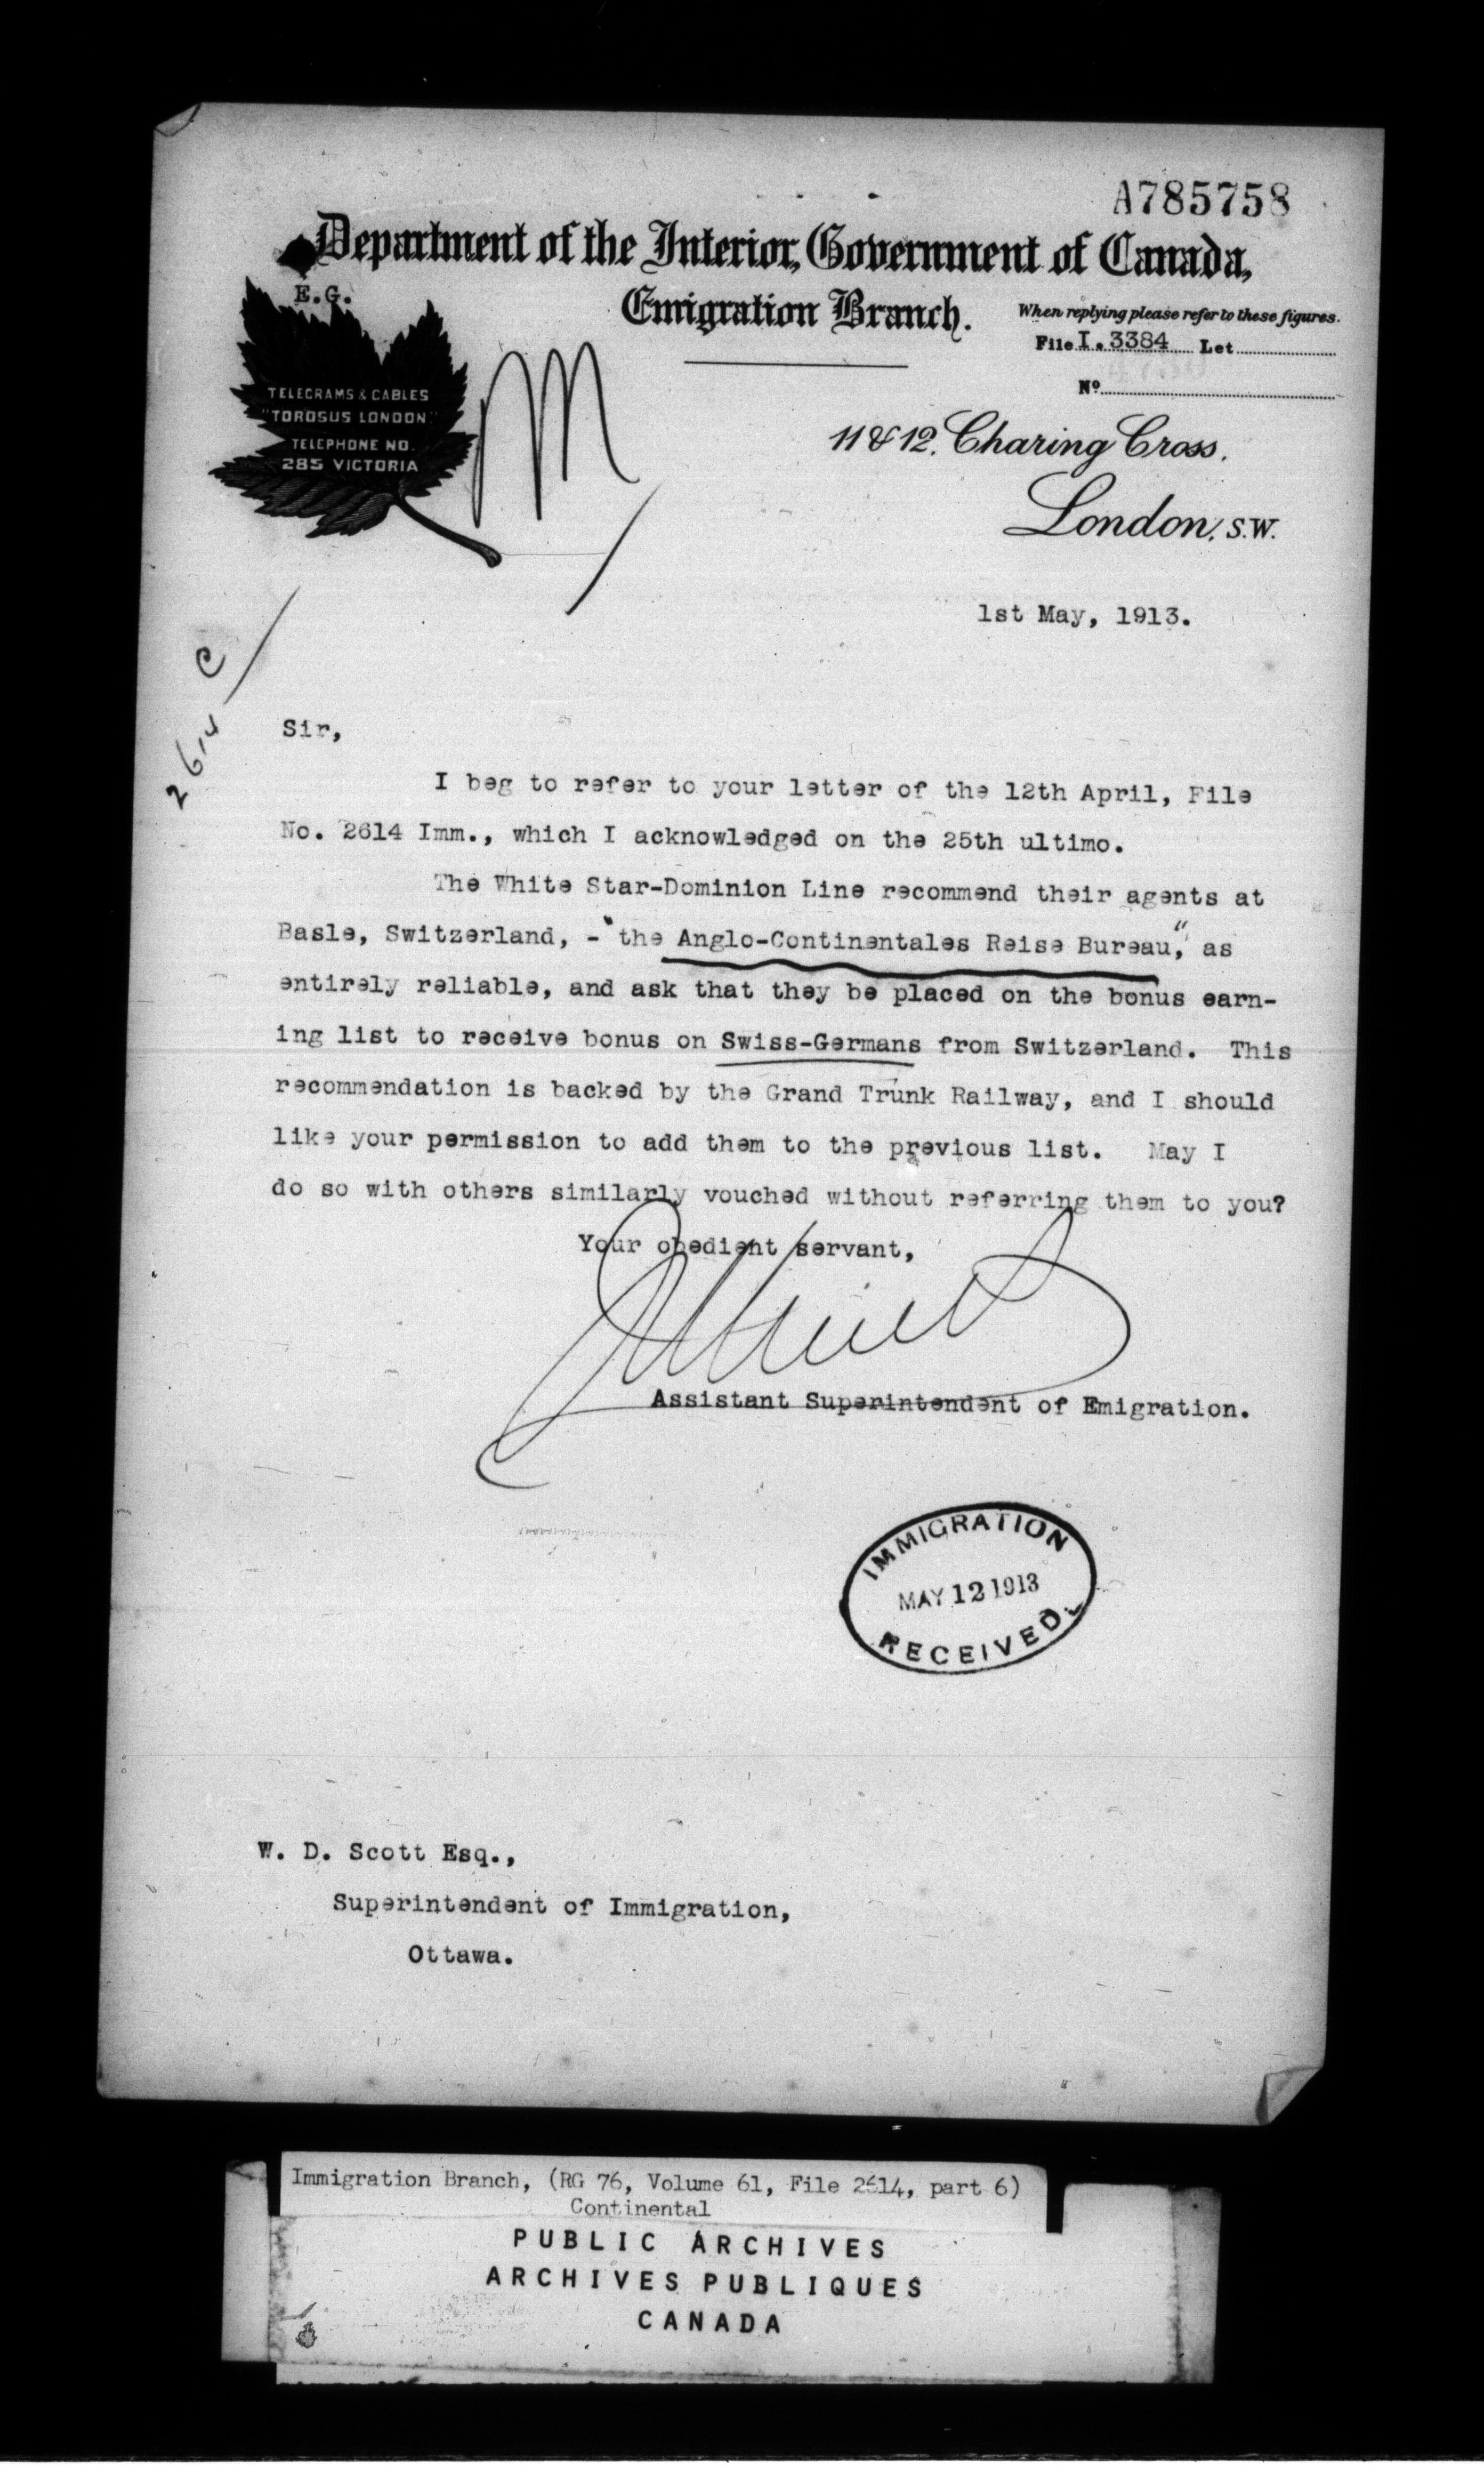 A785758
Department of the Interior, Government of Canada,
E.G.
Emigration Branch.
When replying please refer to these figures.
File I.3384 Let
No
TELEGRAMS & CABLES
"TOROSUS LONDON"
TELEPHONE NO.
285 VICTORIA
M
11 & 12, Charing Cross,
London, S.W.
1st May, 1913.
2614 C
Sir,
I beg to refer to your letter of the 12th April, File
No. 2614 Imm., which I acknowledged on the 25th ultimo.
The White Star-Dominion Line recommend their agents at
Basle, Switzerland, - "the Anglo-Continentales Reise Bureau", as
entirely reliable, and ask that they be placed on the bonus earn-
ing list to receive bonus on Swiss-Germans from Switzerland. This
recommendation is backed by the Grand Trunk Railway, and I should
like your permission to add them to the previous list. May I
do so with others similarly vouched without referring them to you?
Your obedient servant,
Assistant Superintendent of Emigration.
IMMIGRATION
MAY 12 1913
RECEIVED.
W. D. Scott Esq.,
Superintendent of Immigration,
Ottawa.
Immigration Branch, (RG 76, Volume 61, File 2614, part 6)
Continental
PUBLIC ARCHIVES
ARCHIVES PUBLIQUES
CANADA